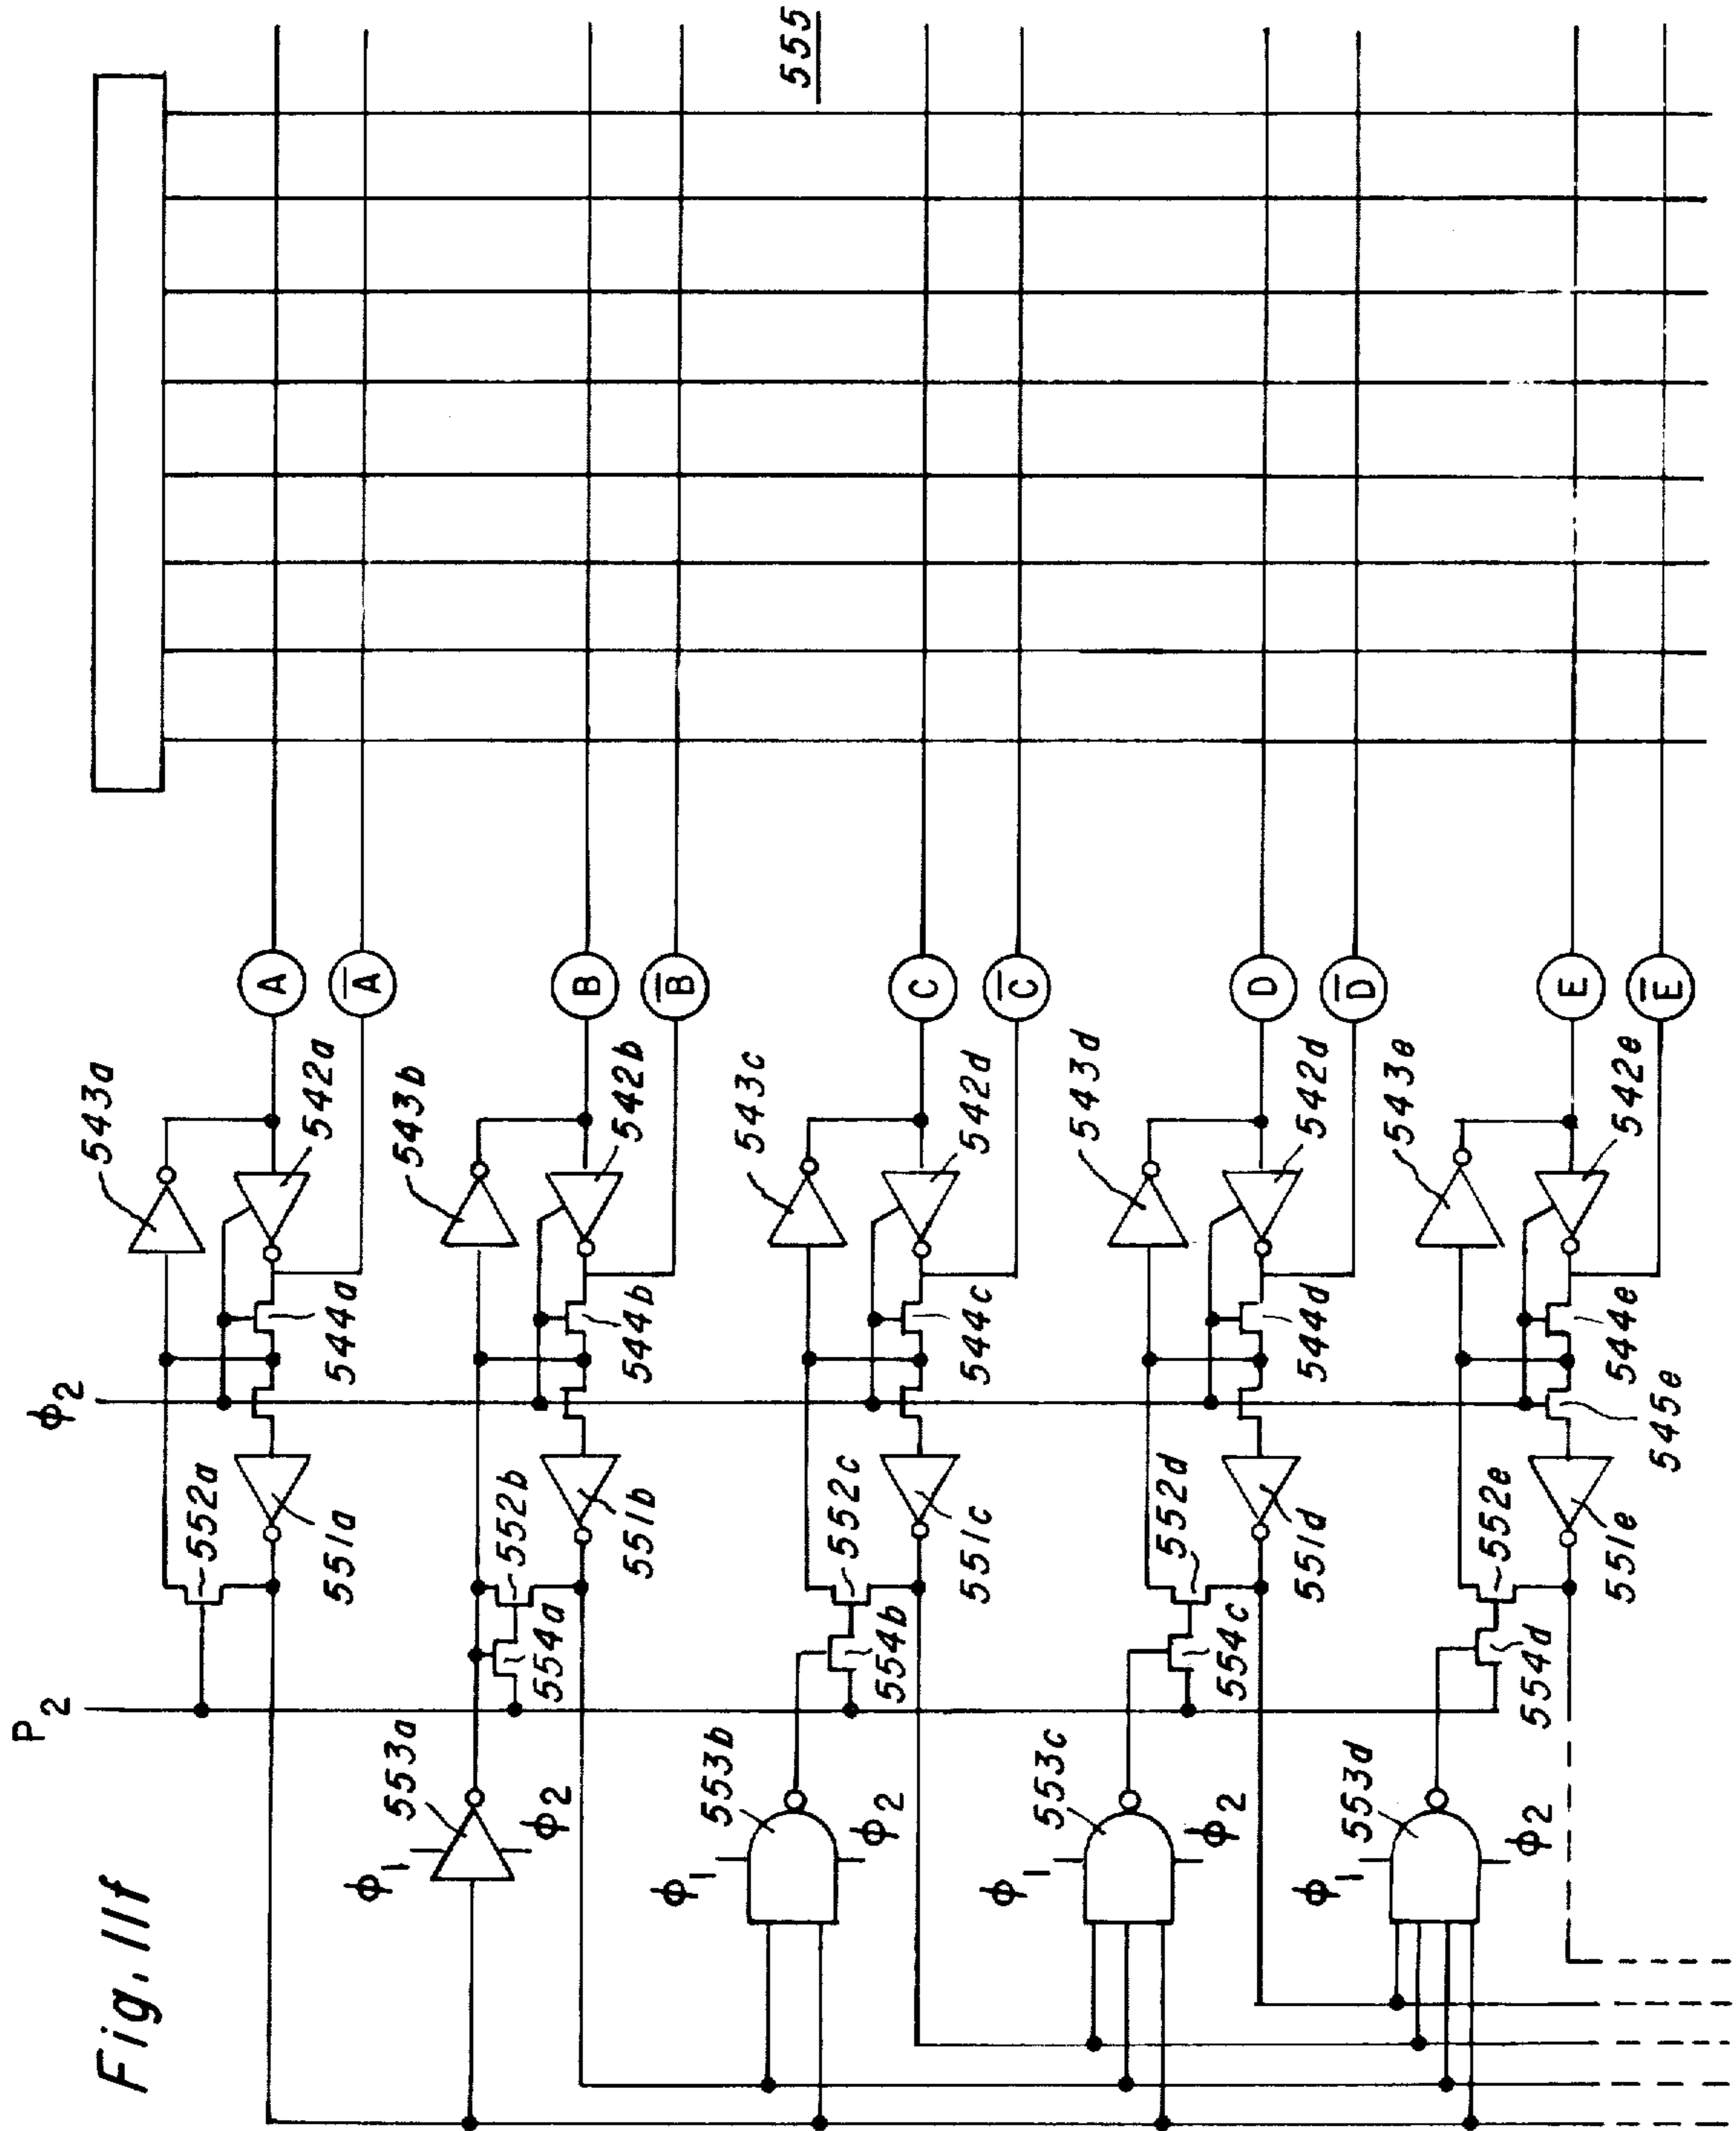 Fig. 11f
P2
ϕ2
555
543a
A
A̅
542a
552a
551a
544a
553a
ϕ1
ϕ2
543b
B
B̅
542b
552b
554a
551b
544b
553b
ϕ1
ϕ2
543c
C
C̅
542d
552c
554b
551c
544c
553c
ϕ1
ϕ2
543d
D
D̅
542d
552d
554c
551d
544d
553d
ϕ1
ϕ2
543e
E
E̅
542e
552e
554d
551e
545e
544e